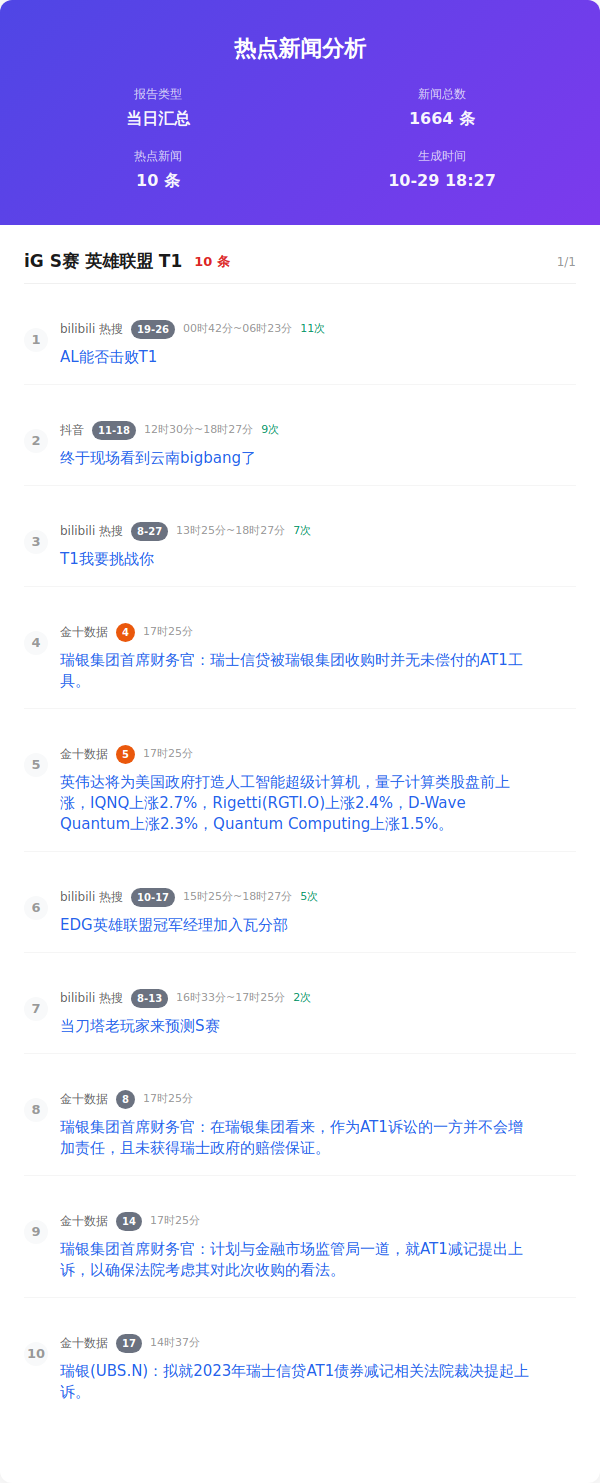 热点新闻分析
报告类型
新闻总数
当日汇总
1664 条
热点新闻
生成时间
10 条
10-29 18:27
iG S赛 英雄联盟 T1 10 条 1/1
1 bilibili 热搜 19-26 00时42分~06时23分 11次
AL能否击败T1
2 抖音 11-18 12时30分~18时27分 9次
终于现场看到云南bigbang了
3 bilibili 热搜 8-27 13时25分~18时27分 7次
T1我要挑战你
4 金十数据 4 17时25分
瑞银集团首席财务官：瑞士信贷被瑞银集团收购时并无未偿付的AT1工
具。
5 金十数据 5 17时25分
英伟达将为美国政府打造人工智能超级计算机，量子计算类股盘前上
涨，IQNQ上涨2.7%，Rigetti(RGTI.O)上涨2.4%，D-Wave
Quantum上涨2.3%，Quantum Computing上涨1.5%。
6 bilibili 热搜 10-17 15时25分~18时27分 5次
EDG英雄联盟冠军经理加入瓦分部
7 bilibili 热搜 8-13 16时33分~17时25分 2次
当刀塔老玩家来预测S赛
8 金十数据 8 17时25分
瑞银集团首席财务官：在瑞银集团看来，作为AT1诉讼的一方并不会增
加责任，且未获得瑞士政府的赔偿保证。
9 金十数据 14 17时25分
瑞银集团首席财务官：计划与金融市场监管局一道，就AT1减记提出上
诉，以确保法院考虑其对此次收购的看法。
10 金十数据 17 14时37分
瑞银(UBS.N)：拟就2023年瑞士信贷AT1债券减记相关法院裁决提起上
诉。